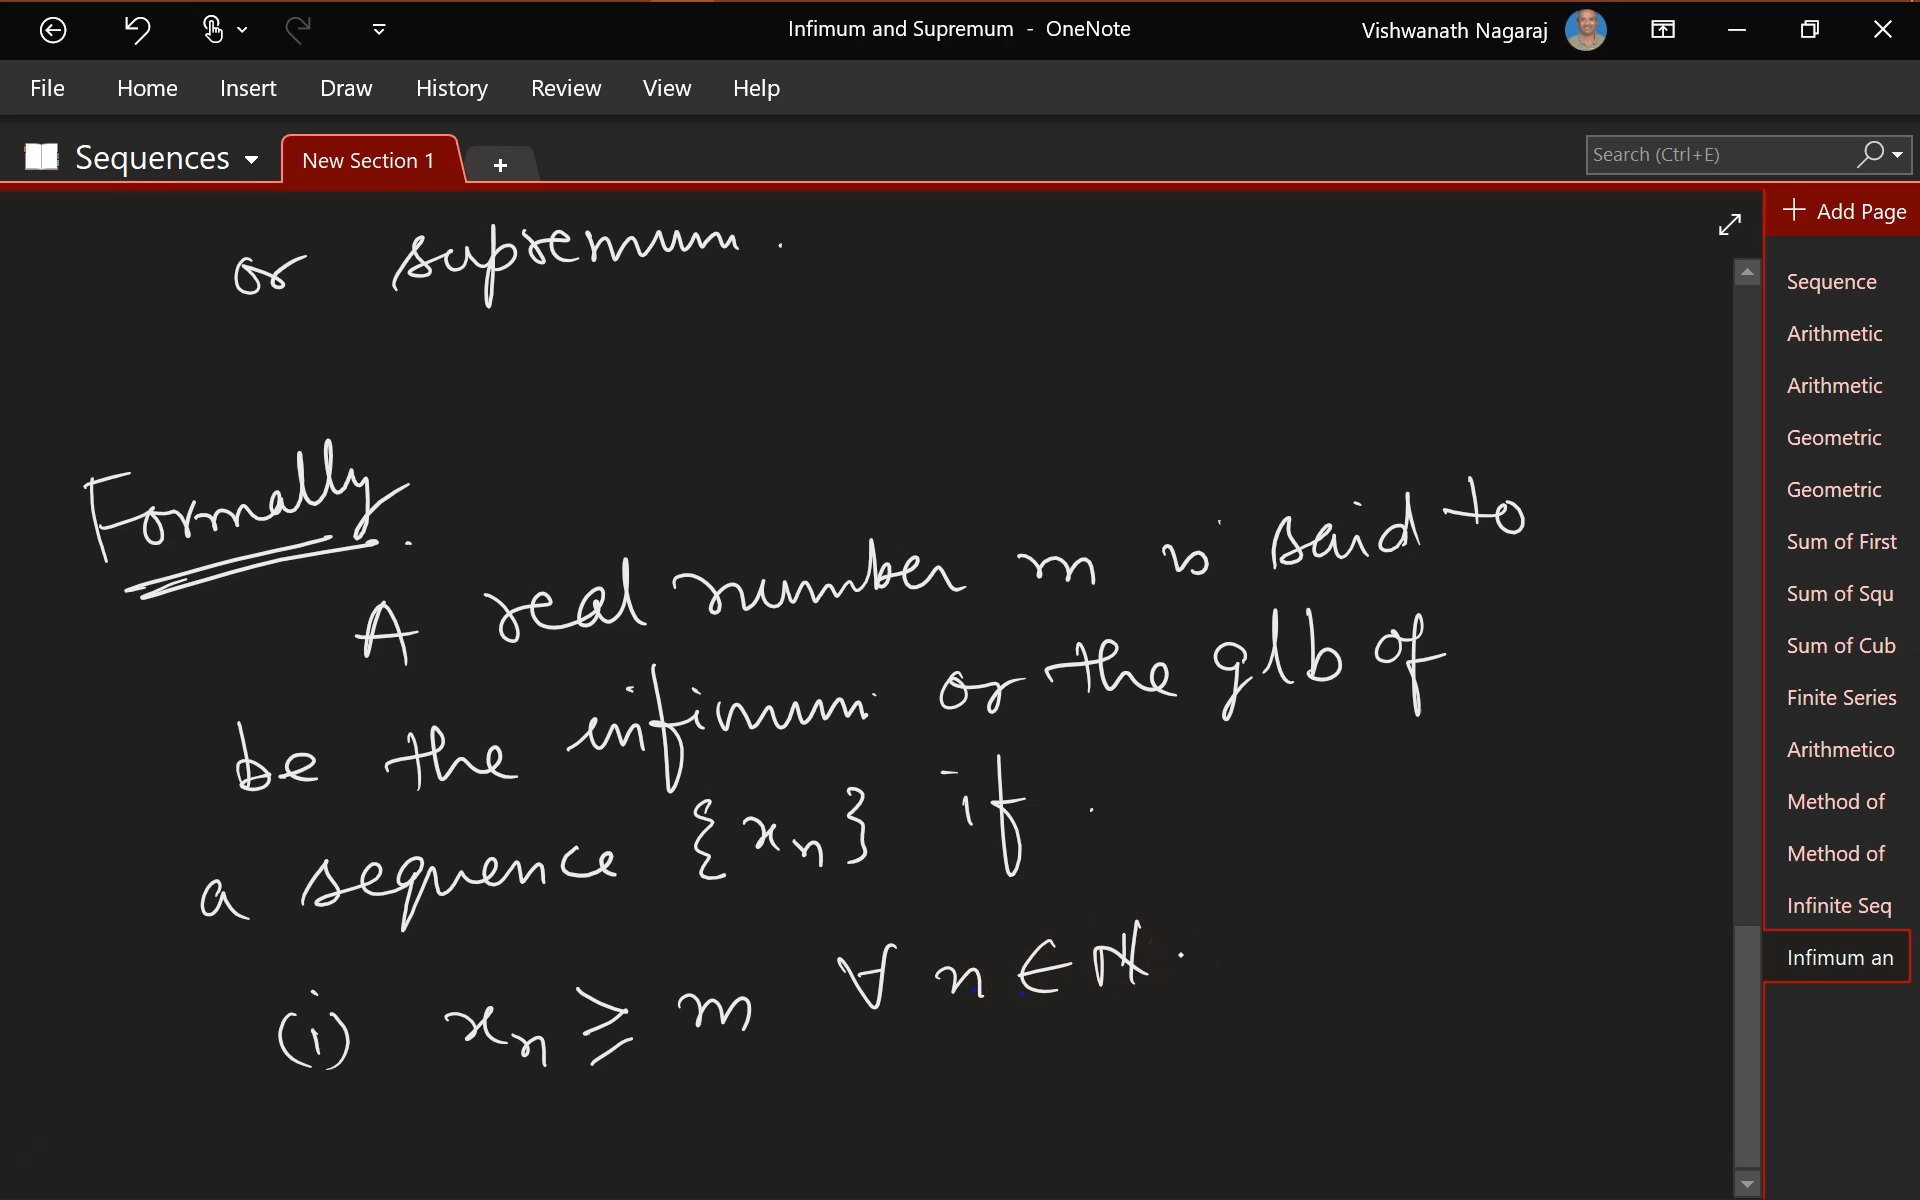 Infimum and Supremum - OneNote
Vishwanath Nagaraj
File Home Insert Draw History Review View Help
Sequences New Section 1 +
Search (Ctrl+E)
Add Page
Sequence
Arithmetic
Arithmetic
Geometric
Geometric
Sum of First
Sum of Squ
Sum of Cub
Finite Series
Arithmetico
Method of
Method of
Infinite Seq
Infimum an
or supremum.
Formally.
A real number m is said to
be the infimum or the glb of
a sequence {xₙ} if
(i) xₙ ≥ m ∀ n ∈ ℕ.